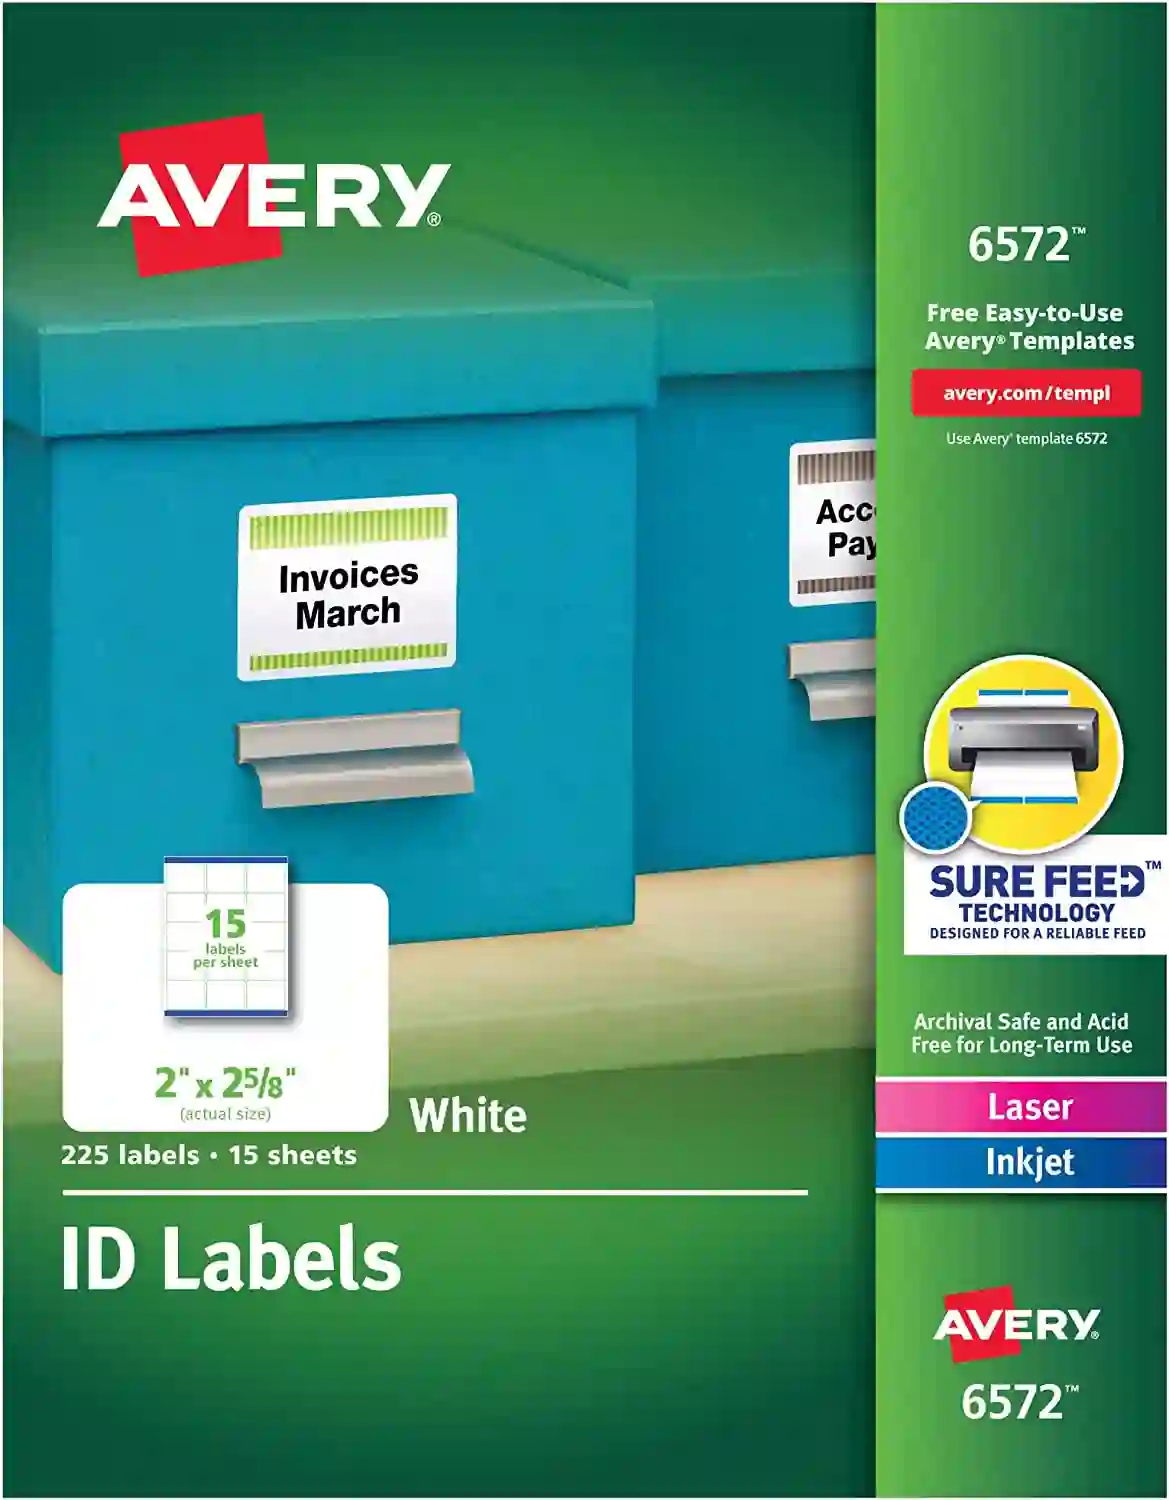 AVERY®
6572™
Free Easy-to-Use
Avery® Templates
avery.com/templ
Use Avery® template 6572
Invoices
March
Acc
Pay
SURE FEED™
TECHNOLOGY
DESIGNED FOR A RELIABLE FEED
15
labels
per sheet
2" x 25/8"
(actual size)
White
225 labels • 15 sheets
Archival Safe and Acid
Free for Long-Term Use
Laser
Inkjet
ID Labels
AVERY®
6572™